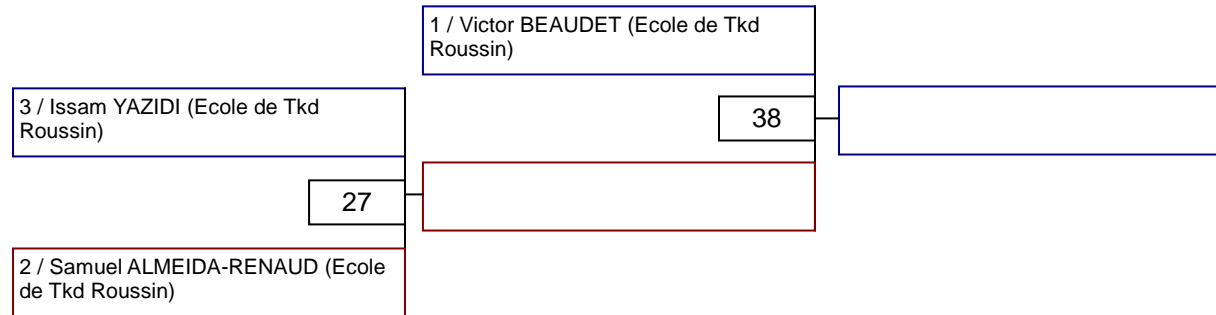 1 / Victor BEAUDET (Ecole de Tkd
Roussin)
3 / Issam YAZIDI (Ecole de Tkd
Roussin)
38
27
2 / Samuel ALMEIDA-RENAUD (Ecole
de Tkd Roussin)